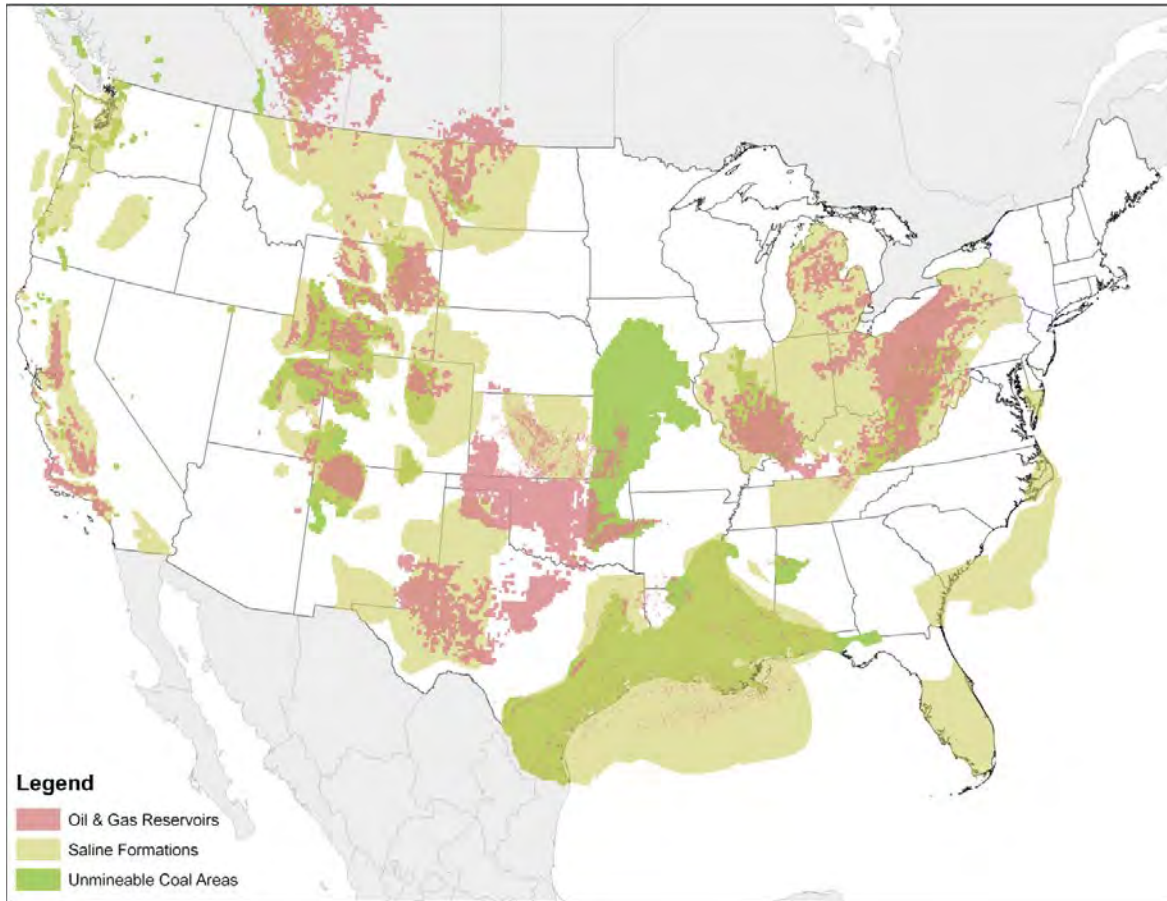 Legend
Oil & Gas Reservoirs
Saline Formations
Unmineable Coal Areas